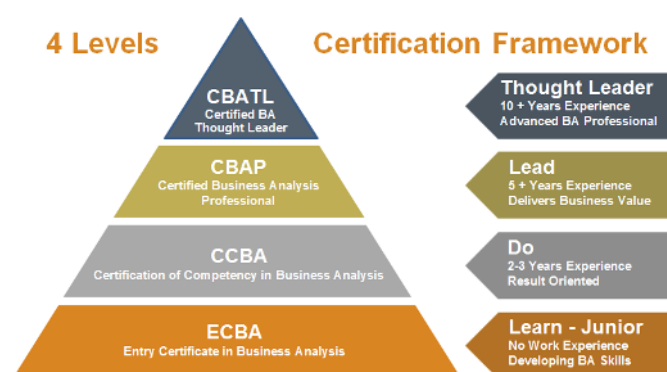 4 Levels
Certification Framework
CBATL
Certified BA
Thought Leader
Thought Leader
10 + Years Experience
Advanced BA Professional
CBAP
Certified Business Analysis
Professional
Lead
5 + Years Experience
Delivers Business Value
CCBA
Certification of Competency in Business Analysis
Do
2-3 Years Experience
Result Oriented
ECBA
Entry Certificate in Business Analysis
Learn - Junior
No Work Experience
Developing BA Skills